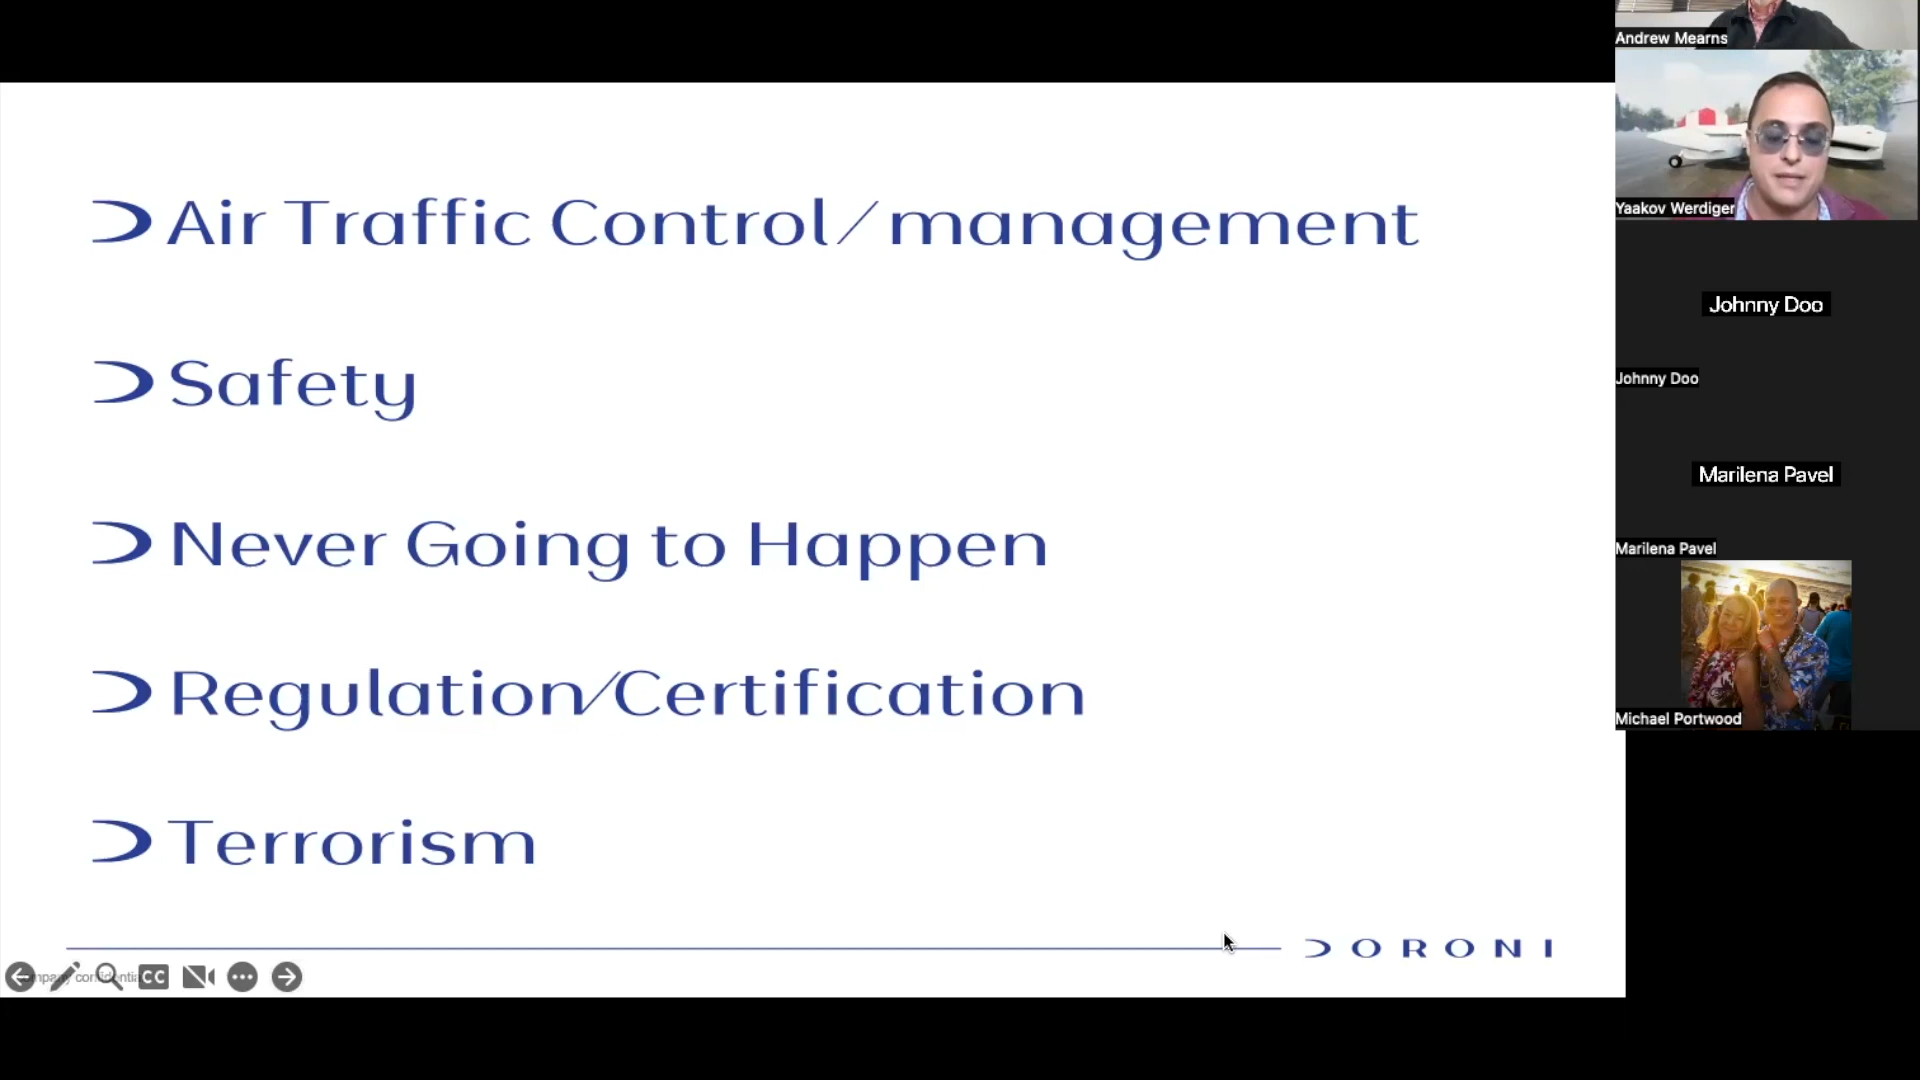 Andrew Mearns
Yaakov Werdiger
Johnny Doo
Johnny Doo
Marilena Pavel
Marilena Pavel
Michael Portwood
Air Traffic Control/management
Safety
Never Going to Happen
Regulation/Certification
Terrorism
DORONI
CC